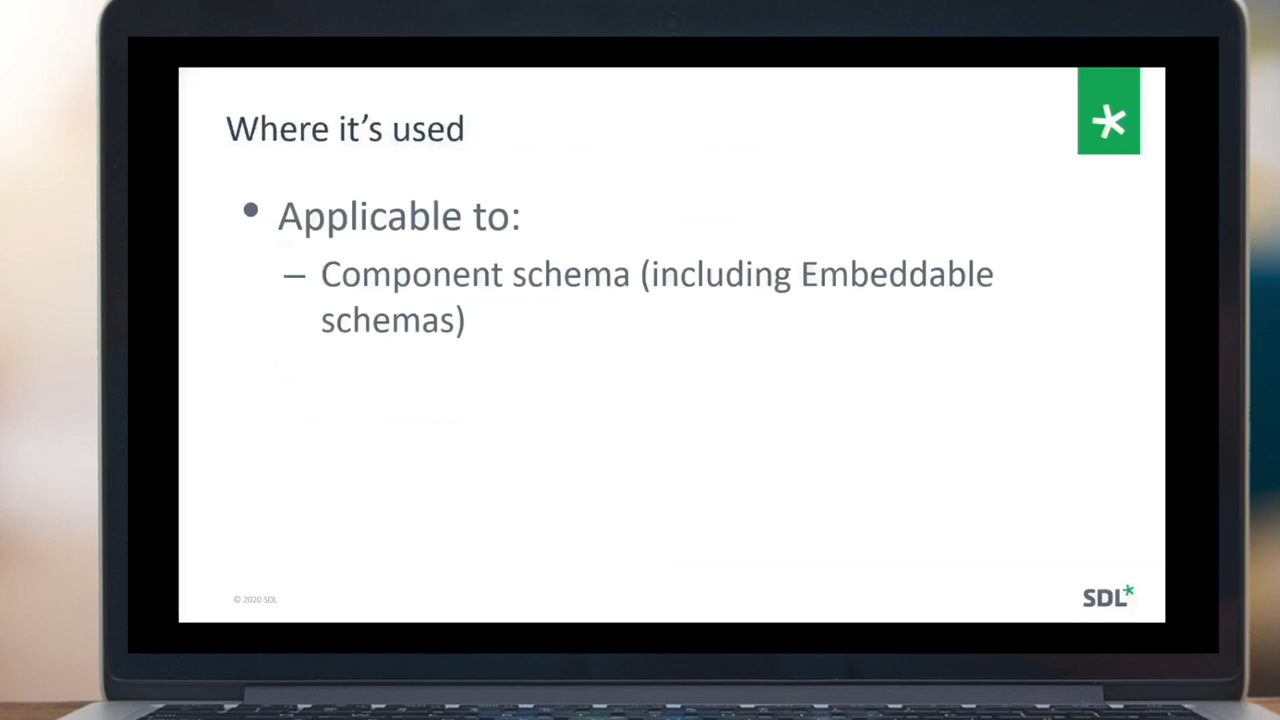 Where it’s used
• Applicable to:
– Component schema (including Embeddable
schemas)
© 2020 SDL
SDL*